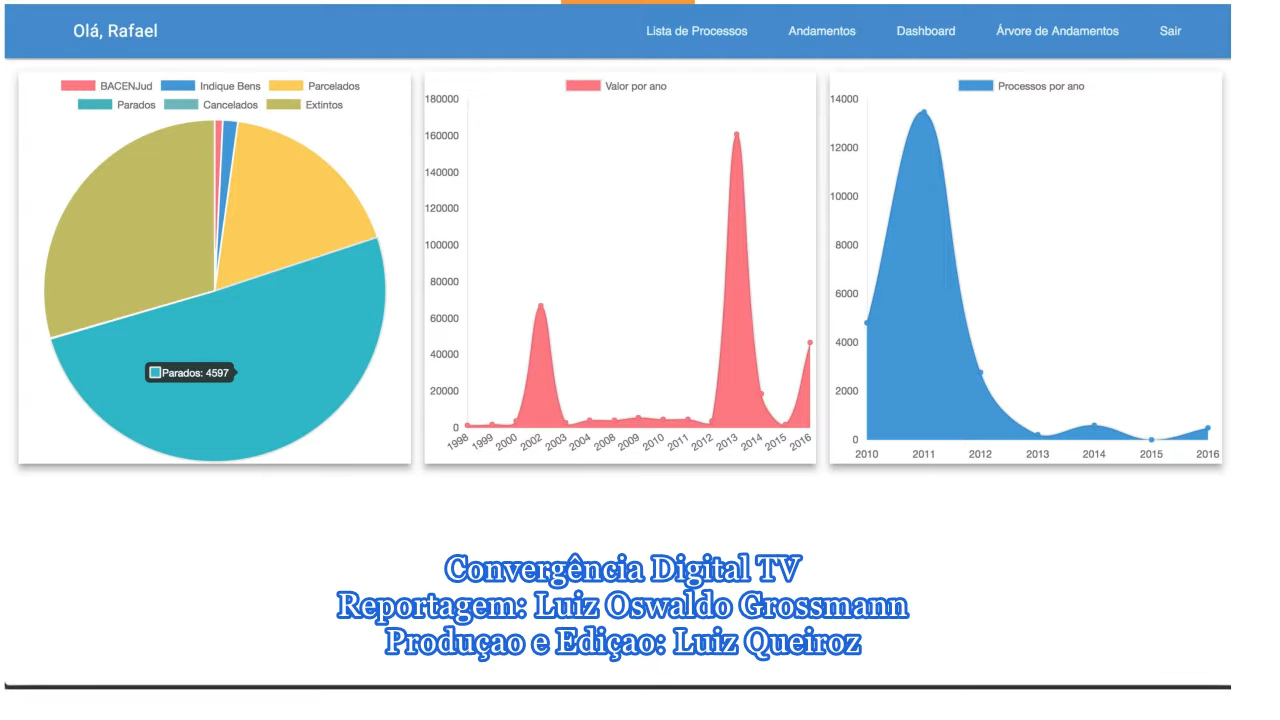 Olá, Rafael
Lista de Processos Andamentos Dashboard Árvore de Andamentos Sair
BACENJud Indique Bens Parcelados
Parados Cancelados Extintos
Parados: 4597
Valor por ano
180000
160000
140000
120000
100000
80000
60000
40000
20000
0
1998 1999 2000 2002 2003 2004 2008 2009 2010 2011 2012 2013 2014 2015 2016
Processos por ano
14000
12000
10000
8000
6000
4000
2000
0
2010 2011 2012 2013 2014 2015 2016
Convergência Digital TV
Reportagem: Luiz Oswaldo Grossmann
Produçao e Ediçao: Luiz Queiroz